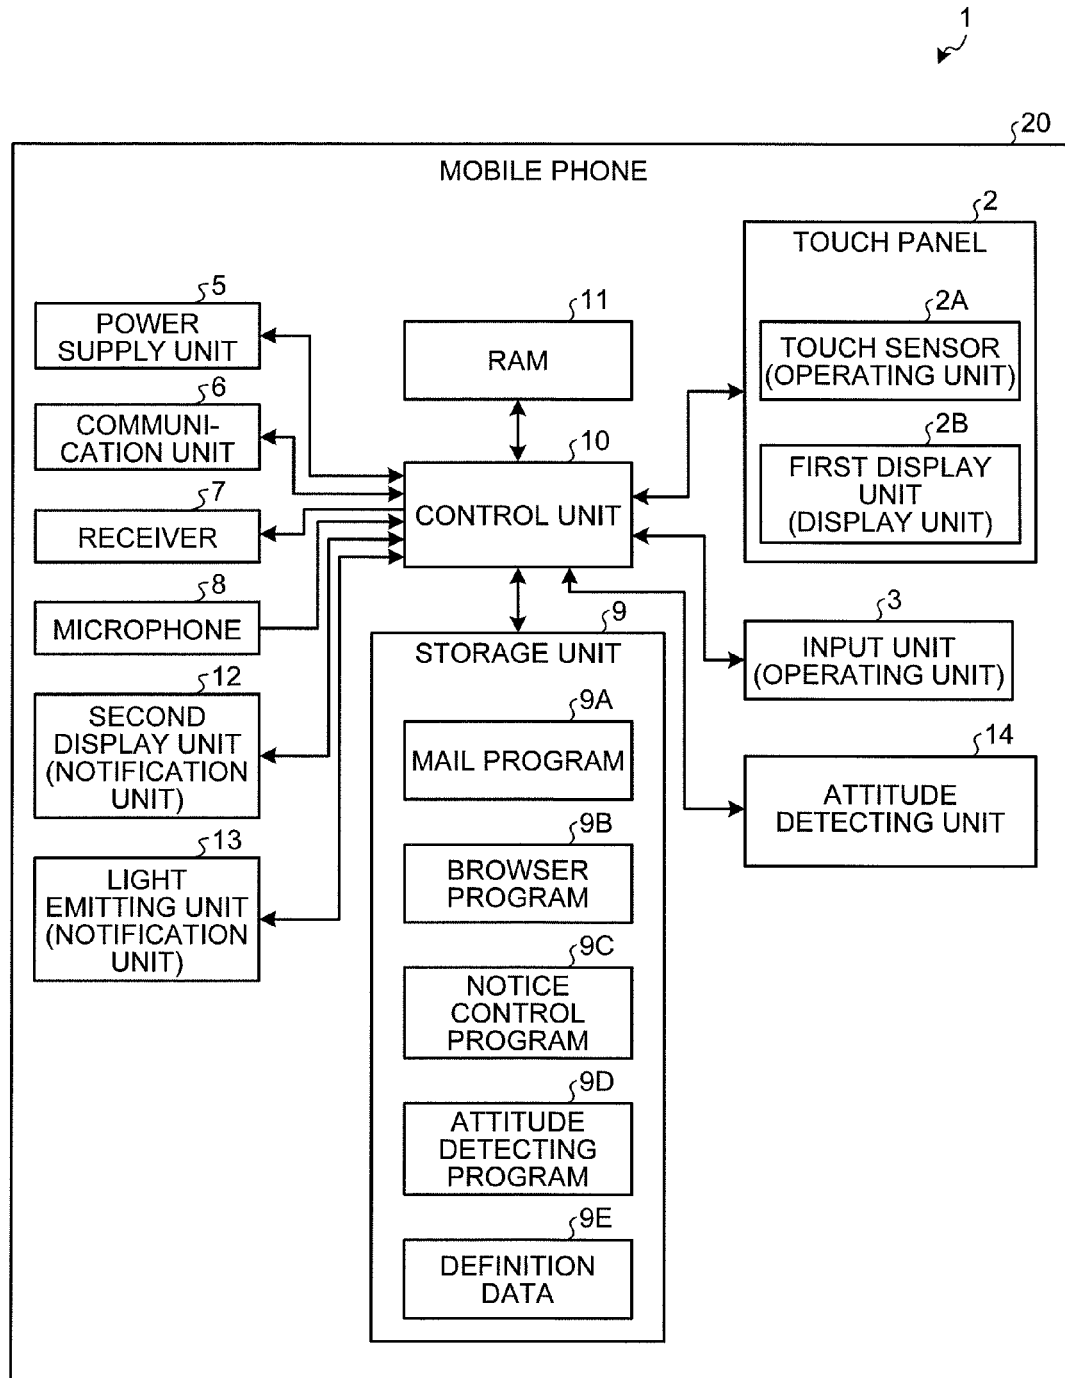 1
20
MOBILE PHONE
2
TOUCH PANEL
2A
TOUCH SENSOR
(OPERATING UNIT)
2B
FIRST DISPLAY
UNIT
(DISPLAY UNIT)
5
POWER
SUPPLY UNIT
6
COMMUNI-
CATION UNIT
7
RECEIVER
8
MICROPHONE
12
SECOND
DISPLAY UNIT
(NOTIFICATION
UNIT)
13
LIGHT
EMITTING UNIT
(NOTIFICATION
UNIT)
11
RAM
10
CONTROL UNIT
9
STORAGE UNIT
9A
MAIL PROGRAM
9B
BROWSER
PROGRAM
9C
NOTICE
CONTROL
PROGRAM
9D
ATTITUDE
DETECTING
PROGRAM
9E
DEFINITION
DATA
3
INPUT UNIT
(OPERATING UNIT)
14
ATTITUDE
DETECTING UNIT